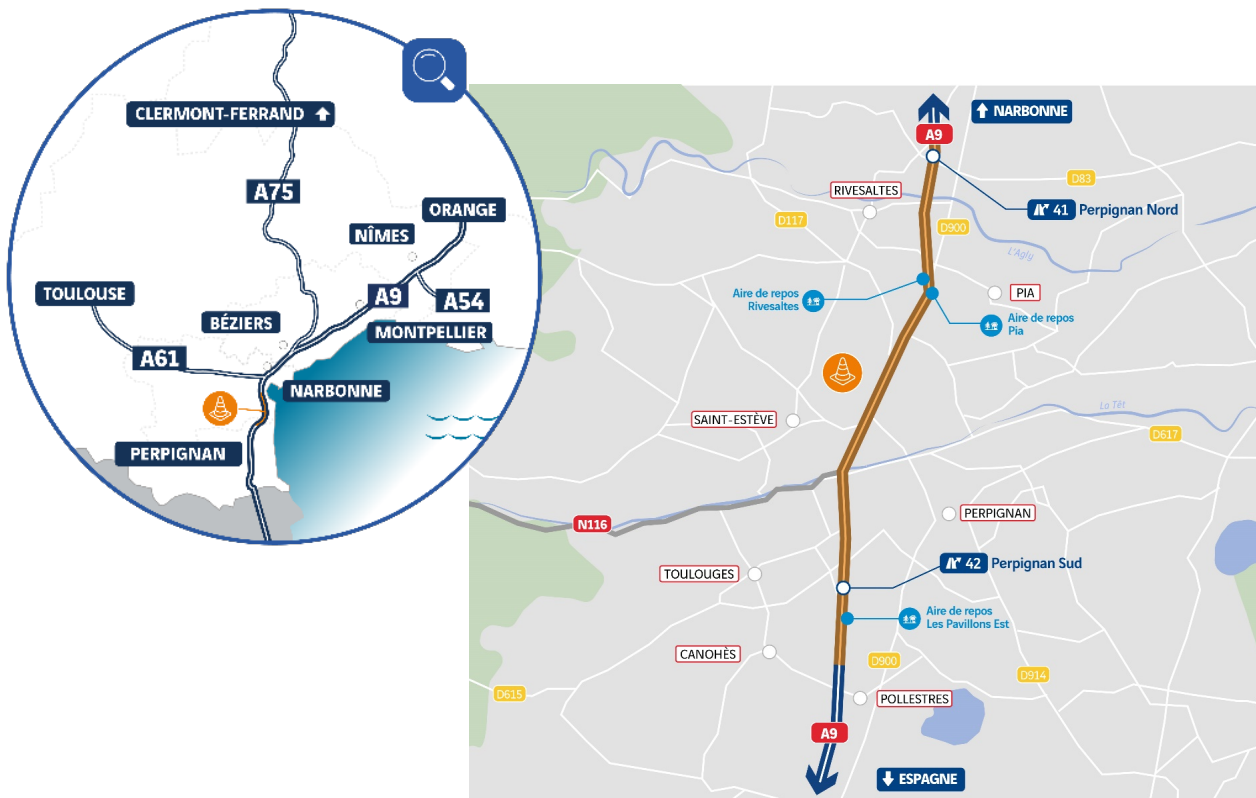 CLERMONT-FERRAND
A75
ORANGE
NÎMES
TOULOUSE
A9
A54
BÉZIERS
MONTPELLIER
A61
NARBONNE
PERPIGNAN
NARBONNE
A9
D83
RIVESALTES
41 Perpignan Nord
D117
D900
L'Agly
Aire de repos
Rivesaltes
PIA
Aire de repos
Pia
La Têt
SAINT-ESTÈVE
D617
N116
PERPIGNAN
42 Perpignan Sud
TOULOUGES
Aire de repos
Les Pavillons Est
CANOHÈS
D900
D914
D615
POLLESTRES
A9
ESPAGNE